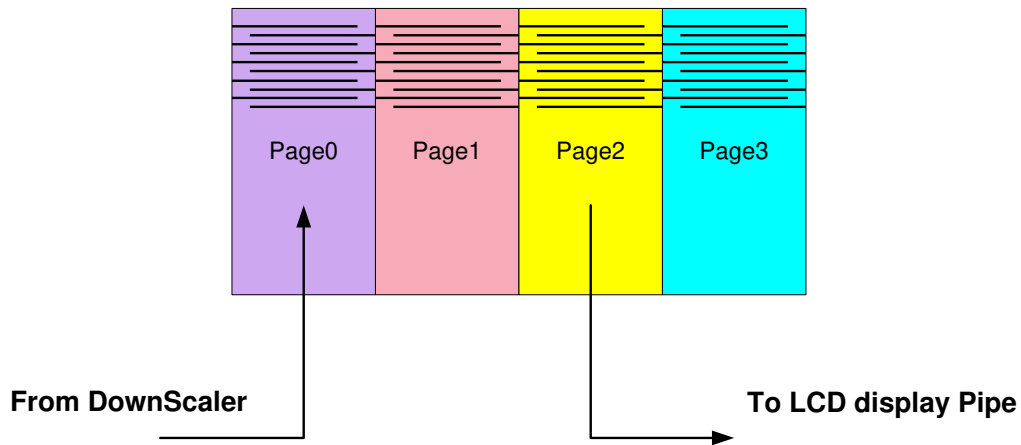 Page0
Page1
Page2
Page3
From DownScaler
To LCD display Pipe